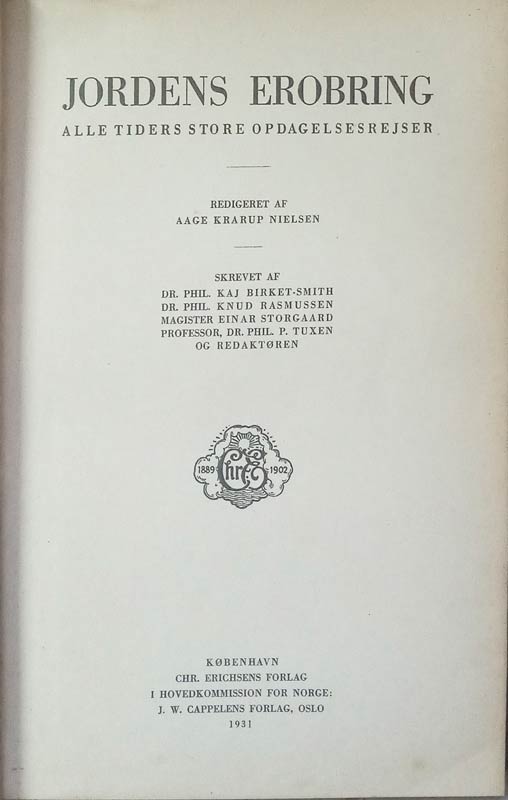 JORDENS EROBRING
ALLE TIDERS STORE OPDAGELSESREJSER
REDIGERET AF
AAGE KRARUP NIELSEN
SKREVET AF
DR. PHIL. KAJ BIRKET-SMITH
DR. PHIL. KNUD RASMUSSEN
MAGISTER EINAR STORGAARD
PROFESSOR, DR. PHIL. P. TUXEN
OG REDAKTØREN
1889 Chr. E 1902
KØBENHAVN
CHR. ERICHSENS FORLAG
I HOVEDKOMMISSION FOR NORGE:
J. W. CAPPELENS FORLAG, OSLO
1931